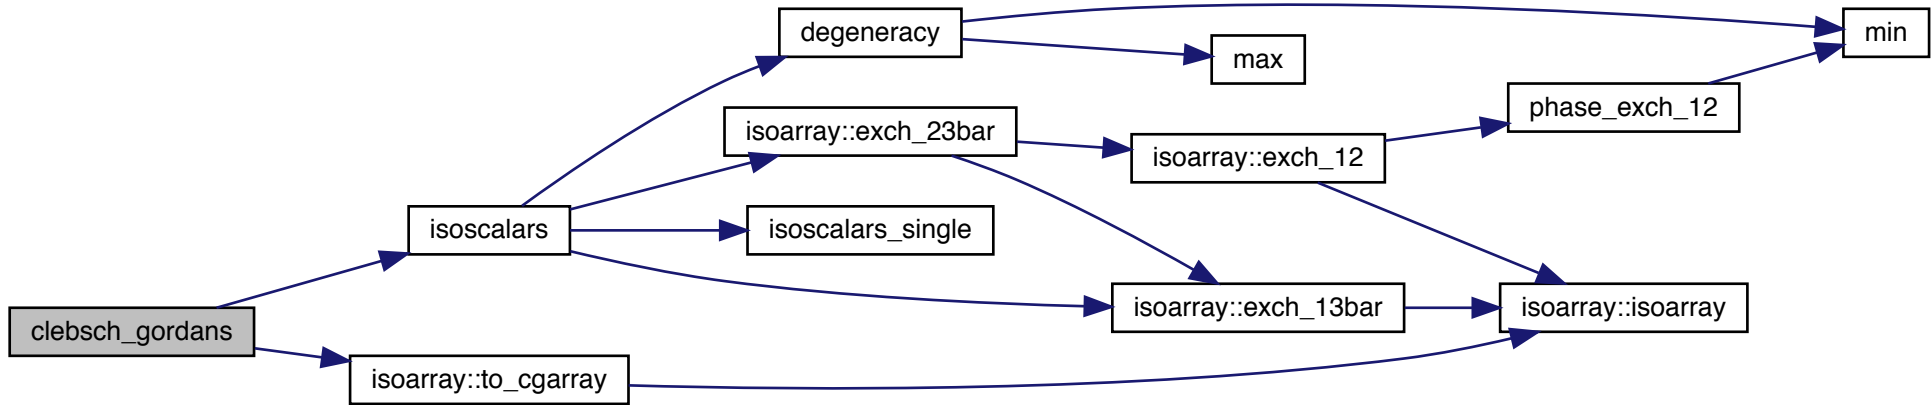 degeneracy
min
max
phase_exch_12
isoarray::exch_23bar
isoarray::exch_12
isoscalars
isoscalars_single
isoarray::exch_13bar
isoarray::isoarray
clebsch_gordans
isoarray::to_cgarray